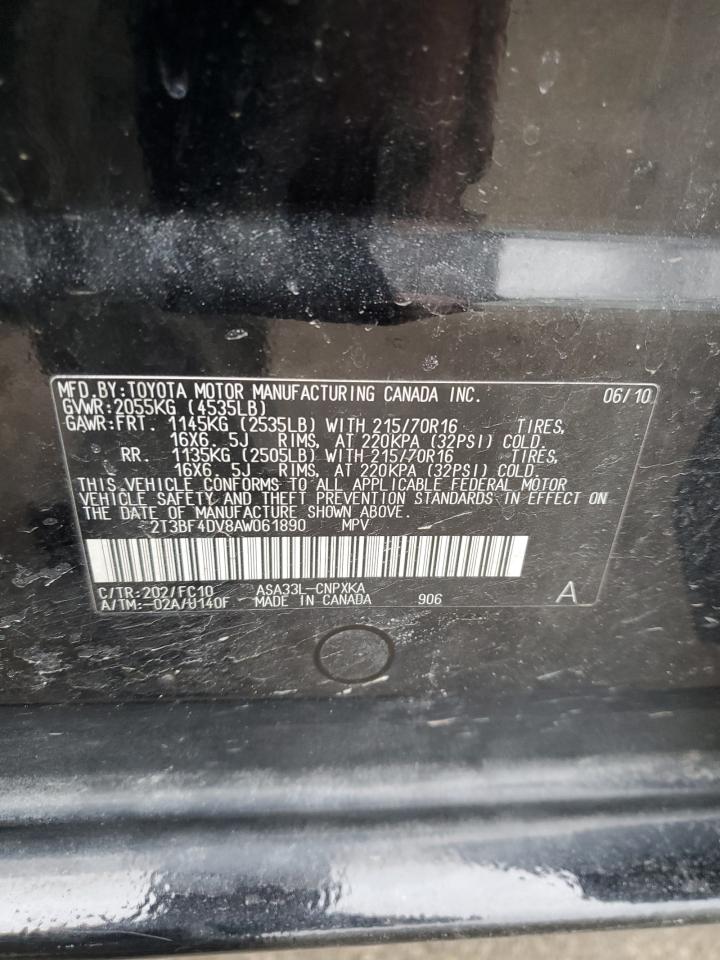 MFD. BY: TOYOTA MOTOR MANUFACTURING CANADA INC. 06/10
GVWR: 2055KG (4535LB)
GAWR: FRT. 1145KG (2535LB) WITH 215/70R16 TIRES,
16X6. 5J RIMS, AT 220KPA (32PSI) COLD.
RR. 1135KG (2505LB) WITH 215/70R16 TIRES,
16X6. 5J RIMS, AT 220KPA (32PSI) COLD.
THIS VEHICLE CONFORMS TO ALL APPLICABLE FEDERAL MOTOR
VEHICLE SAFETY AND THEFT PREVENTION STANDARDS IN EFFECT ON
THE DATE OF MANUFACTURE SHOWN ABOVE.
2T3BF4DV8AW061890 MPV
C/TR: 202/FC10 ASA33L-CNPXKA
A/TM: -02A/U140F MADE IN CANADA 906 A